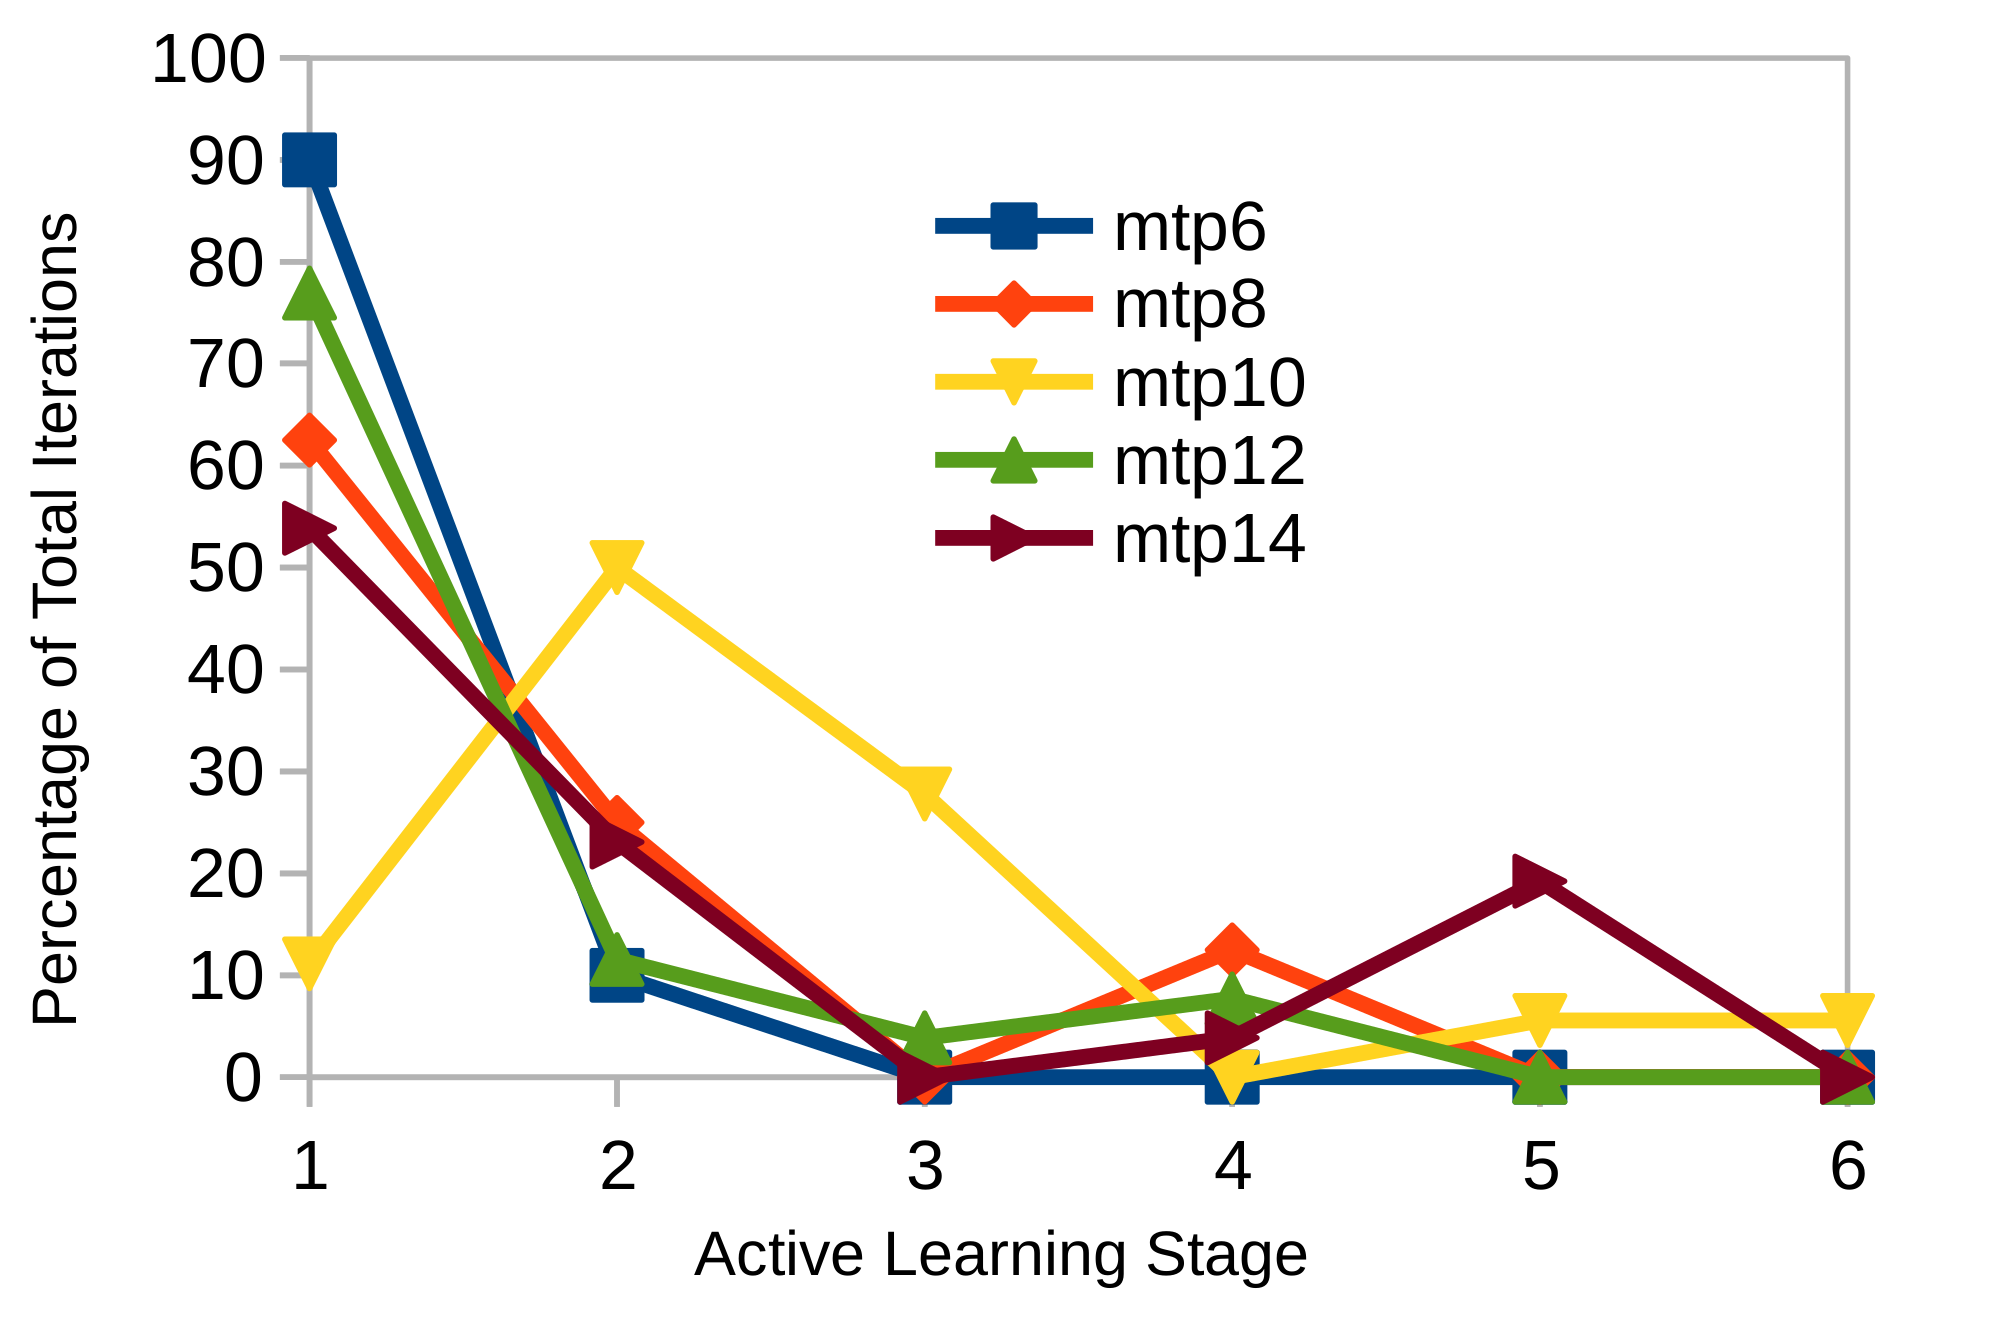 100
90
80
70
60
50
40
30
20
10
0
Percentage of Total Iterations
mtp6
mtp8
mtp10
mtp12
mtp14
1 2 3 4 5 6
Active Learning Stage